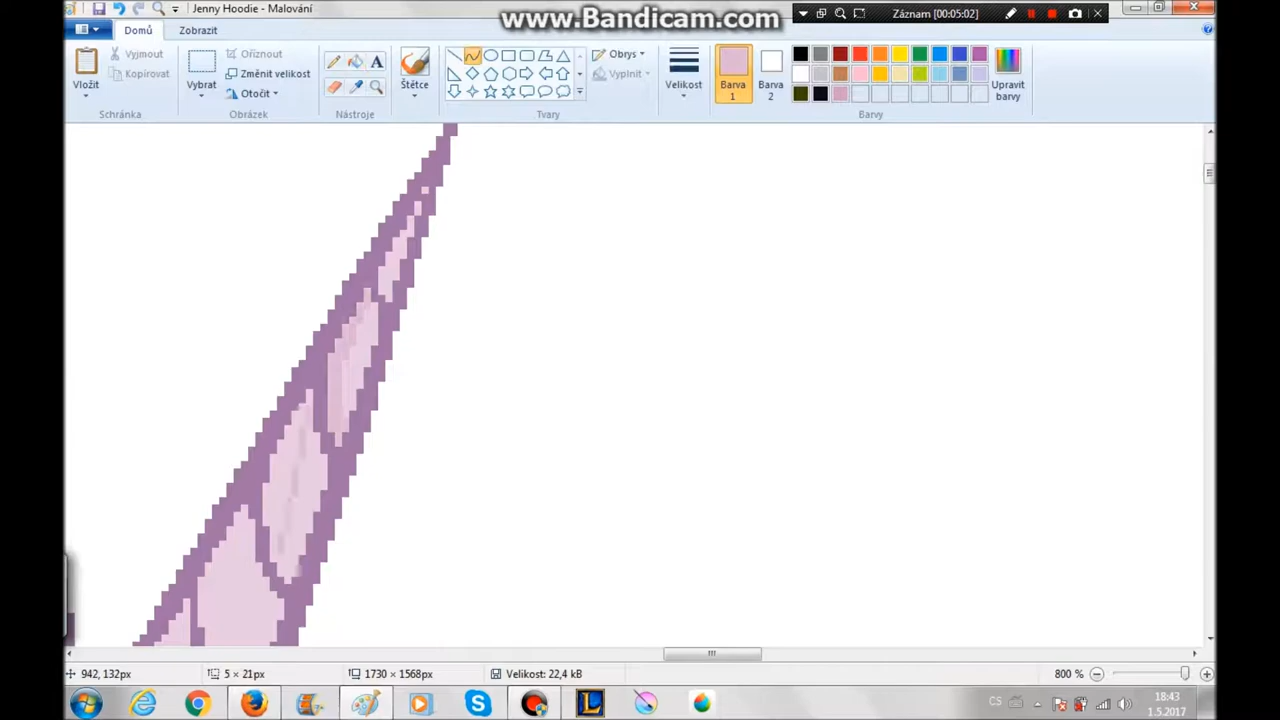 Jenny Hoodie - Malování
www.Bandicam.com
Záznam [00:05:02]
Domů
Zobrazit
Vložit
Vyjmout
Kopírovat
Schránka
Vybrat
Oříznout
Změnit velikost
Otočit
Obrázek
A
Nástroje
Štětce
Obrys
Vyplnit
Tvary
Velikost
Barva
1
Barva
2
Upravit
barvy
Barvy
942, 132px
5 × 21px
1730 × 1568px
Velikost: 22,4 kB
800 %
CS
18:43
1.5.2017